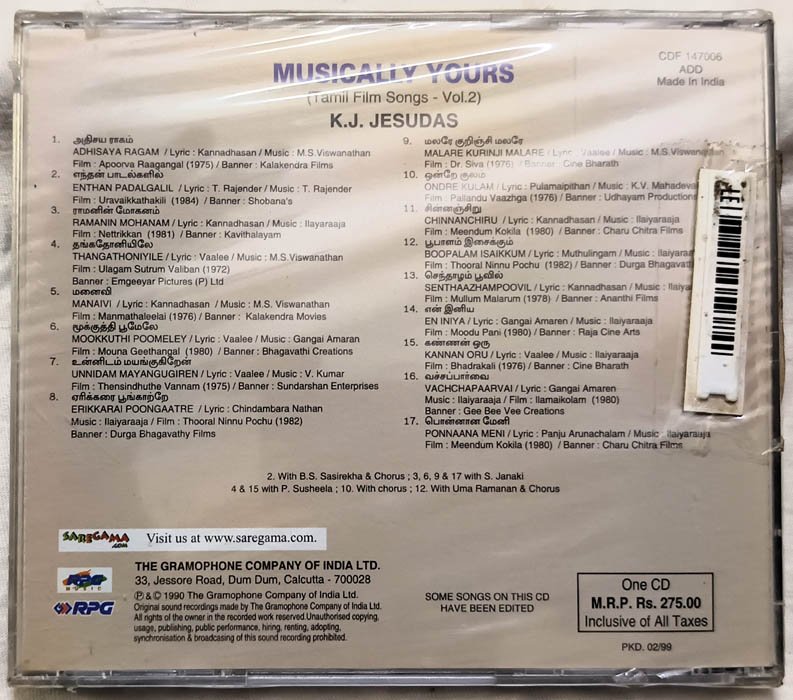 MUSICALLY YOURS
(Tamil Film Songs - Vol.2)
K.J. JESUDAS
CDF 147006
ADD
Made in India
1. அதிசய ராகம்
ADHISAYA RAGAM / Lyric : Kannadhasan / Music : M.S.Viswanathan
Film : Apoorva Raagangal (1975) / Banner : Kalakendra Films
2. எந்தன் பாடல்களில்
ENTHAN PADALGALIL / Lyric : T. Rajender / Music : T. Rajender
Film : Uravaikkathakili (1984) / Banner : Shobana's
3. ராமனின் மோகனம்
RAMANIN MOHANAM / Lyric : Kannadhasan / Music : Ilayaraaja
Film : Nettrikkan (1981) / Banner : Kavithalayam
4. தங்கதோணியிலே
THANGATHONIYILE / Lyric : Vaalee / Music : M.S.Viswanathan
Film : Ulagam Sutrum Valiban (1972)
Banner : Emgeeyar Pictures (P) Ltd
5. மனைவி
MANAIVI / Lyric : Kannadhasan / Music : M.S. Viswanathan
Film : Manmathaleelai (1976) / Banner : Kalakendra Movies
6. மூக்குத்தி பூமேலே
MOOKKUTHI POOMELEY / Lyric : Vaalee / Music : Gangai Amaran
Film : Mouna Geethangal (1980) / Banner : Bhagavathi Creations
7. உன்னிடம் மயங்குகிறேன்
UNNIDAM MAYANGUGIREN / Lyric : Vaalee / Music : V. Kumar
Film : Thensindhuthe Vannam (1975) / Banner : Sundarshan Enterprises
8. ஏரிக்கரை பூங்காற்றே
ERIKKARAI POONGAATRE / Lyric : Chindambara Nathan
Music : Ilayaraaja / Film : Thooral Ninnu Pochu (1982)
Banner : Durga Bhagavathy Films
9. மலரே குறிஞ்சி மலரே
MALARE KURINJI MALARE / Lyric : Vaalee / Music : M.S.Viswanathan
Film : Dr. Siva (1976) / Banner : Cine Bharath
10. ஒன்றே குலம்
ONDRE KULAM / Lyric : Pulamaipithan / Music : K.V. Mahadeva
Film : Pallandu Vaazhga (1976) / Banner : Udhayam Productions
11. சின்னஞ்சிறு
CHINNANCHIRU / Lyric : Kannadhasan / Music : Ilaiyaraaja
Film : Meendum Kokila (1980) / Banner : Charu Chitra Films
12. பூபாளம் இசைக்கும்
BOOPALAM ISAIKKUM / Lyric : Muthulingam / Music : Ilaiyaraaja
Film : Thooral Ninnu Pochu (1982) / Banner : Durga Bhagavath
13. செந்தாழம் பூவில்
SENTHAAZHAMPOOVIL / Lyric : Kannadhasan / Music : Ilaiyaraaja
Film : Mullum Malarum (1978) / Banner : Ananthi Films
14. என் இனிய
EN INIYA / Lyric : Gangai Amaren / Music : Ilaiyaraaja
Film : Moodu Pani (1980) / Banner : Raja Cine Arts
15. கண்ணன் ஒரு
KANNAN ORU / Lyric : Vaalee / Music : Ilaiyaraaja
Film : Bhadrakali (1976) / Banner : Cine Bharath
16. வச்சப்பார்வை
VACHCHAPAARVAI / Lyric : Gangai Amaren
Music : Ilaiyaraaja / Film : Ilamaikolam (1980)
Banner : Gee Bee Vee Creations
17. பொன்னான மேனி
PONNAANA MENI / Lyric : Panju Arunachalam / Music : Ilaiyaraaja
Film : Meendum Kokila (1980) / Banner : Charu Chitra Films
2. With B.S. Sasirekha & Chorus ; 3, 6, 9 & 17 with S. Janaki
4 & 15 with P. Susheela ; 10. With chorus ; 12. With Uma Ramanan & Chorus
SAREGAMA .COM Visit us at www.saregama.com.
RPG MUSIC
RPG
THE GRAMOPHONE COMPANY OF INDIA LTD.
33, Jessore Road, Dum Dum, Calcutta - 700028
℗ & © 1990 The Gramophone Company of India Ltd.
Original sound recordings made by The Gramophone Company of India Ltd.
All rights of the owner in the recorded work reserved.Unauthorised copying,
usage, publishing, public performance, hiring, renting, adopting,
synchronisation & broadcasting of this sound recording prohibited.
SOME SONGS ON THIS CD
HAVE BEEN EDITED
One CD
M.R.P. Rs. 275.00
Inclusive of All Taxes
PKD. 02/99